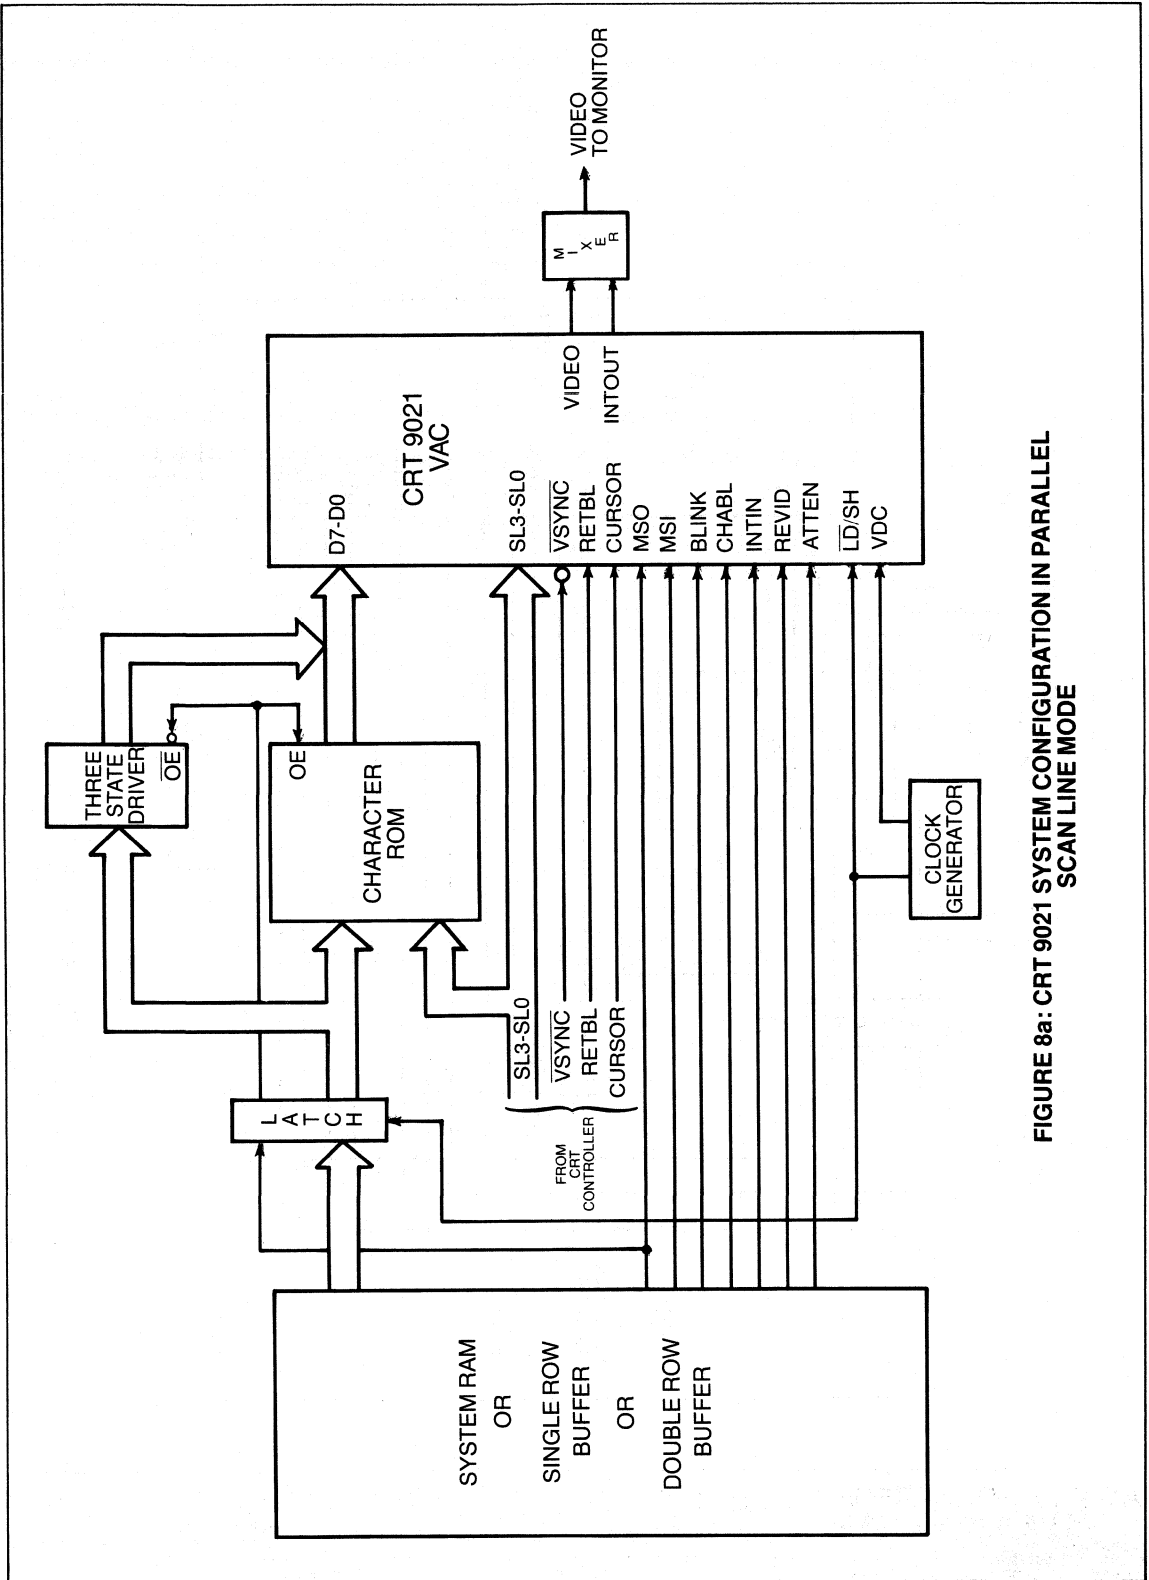 SYSTEM RAM
OR
SINGLE ROW
BUFFER
OR
DOUBLE ROW
BUFFER
LATCH
THREE
STATE
DRIVER
OE
CHARACTER
ROM
OE
SL3-SL0
VSYNC
RETBL
CURSOR
FROM
CRT
CONTROLLER
CLOCK
GENERATOR
CRT 9021
VAC
D7-D0
SL3-SL0
VSYNC
RETBL
CURSOR
MSO
MSI
BLINK
CHABL
INTIN
REVID
ATTEN
LD/SH
VDC
VIDEO
INTOUT
MIXER
VIDEO
TO MONITOR
FIGURE 8a: CRT 9021 SYSTEM CONFIGURATION IN PARALLEL
SCAN LINE MODE